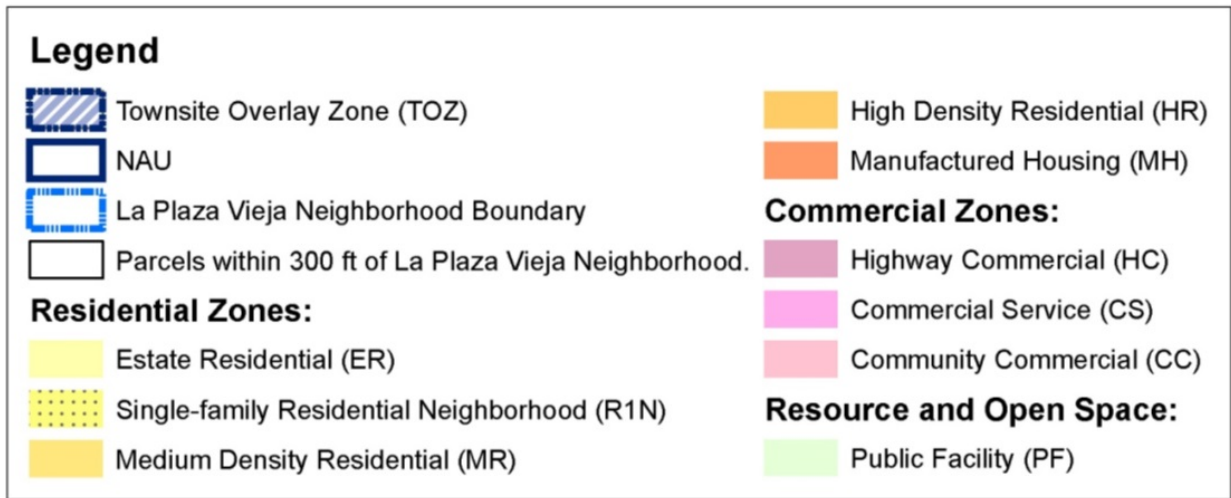 Legend
Townsite Overlay Zone (TOZ)
NAU
La Plaza Vieja Neighborhood Boundary
Parcels within 300 ft of La Plaza Vieja Neighborhood.
Residential Zones:
Estate Residential (ER)
Single-family Residential Neighborhood (R1N)
Medium Density Residential (MR)
High Density Residential (HR)
Manufactured Housing (MH)
Commercial Zones:
Highway Commercial (HC)
Commercial Service (CS)
Community Commercial (CC)
Resource and Open Space:
Public Facility (PF)